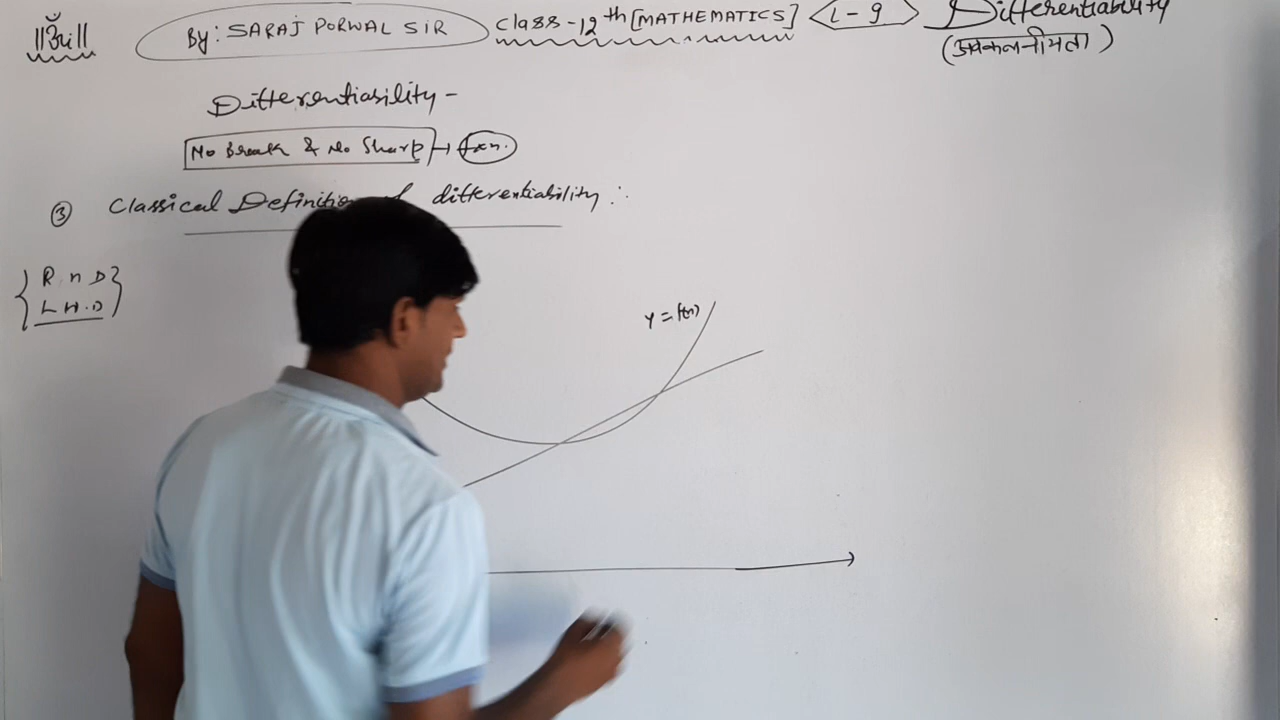 ॥ॐ॥ By: SARAJ PORWAL SIR Class-12th [MATHEMATICS] L-9 Differentiability
(अवकलनीयता)
Differentiability -
No Break & No Sharp → fxn.
③ Classical Definition of differentiability:
R H D
L H.D
y = f(x)